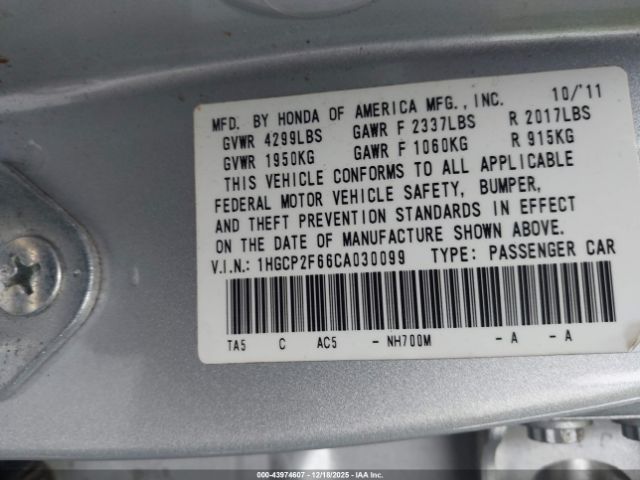 MFD. BY HONDA OF AMERICA MFG., INC. 10/'11
GVWR 4299LBS GAWR F 2337LBS R 2017LBS
GVWR 1950KG GAWR F 1060KG R 915KG
THIS VEHICLE CONFORMS TO ALL APPLICABLE
FEDERAL MOTOR VEHICLE SAFETY, BUMPER,
AND THEFT PREVENTION STANDARDS IN EFFECT
ON THE DATE OF MANUFACTURE SHOWN ABOVE.
V.I.N.: 1HGCP2F66CA030099 TYPE: PASSENGER CAR
TA5 C AC5 - NH700M - A - A
000-43974607 - 12/18/2025 - IAA Inc.